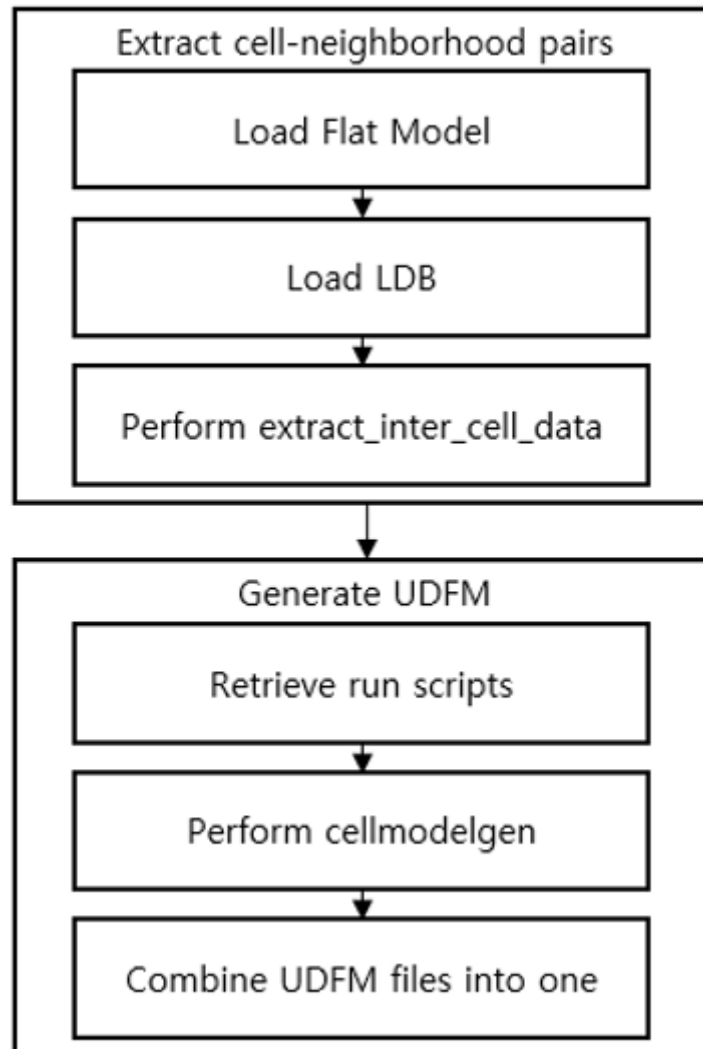 Extract cell-neighborhood pairs
Load Flat Model
Load LDB
Perform extract_inter_cell_data
Generate UDFM
Retrieve run scripts
Perform cellmodelgen
Combine UDFM files into one